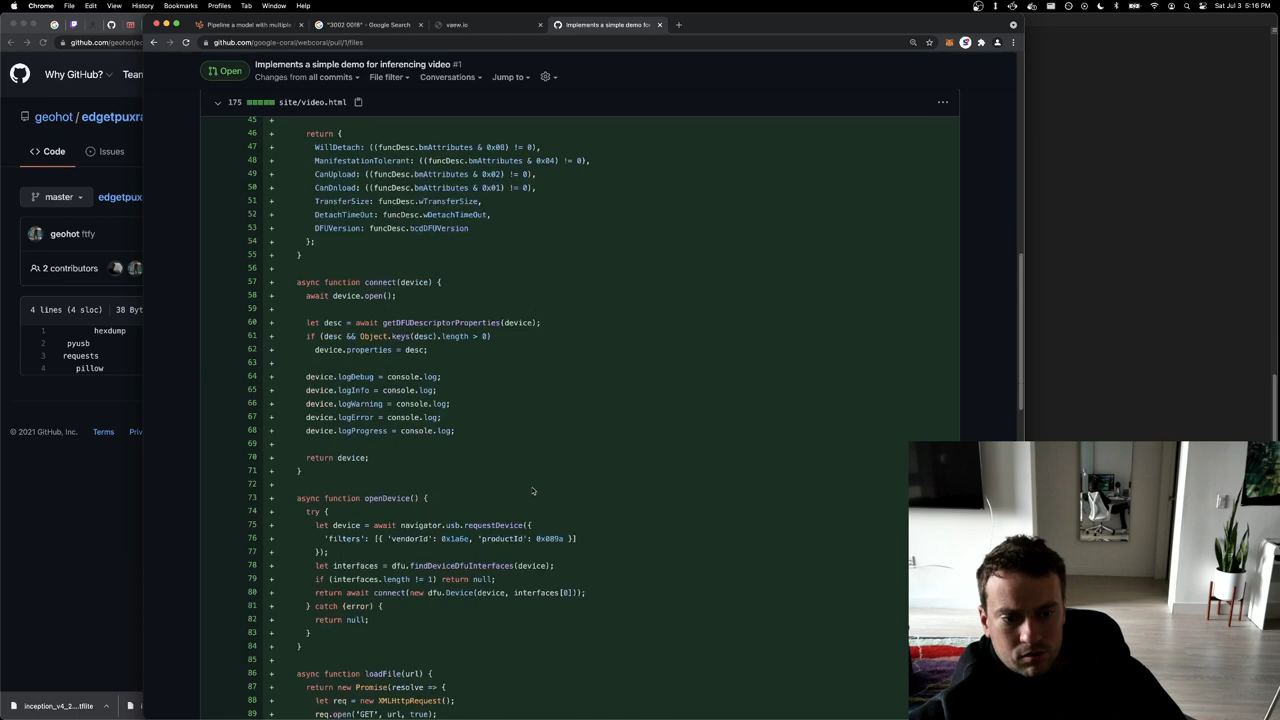 Chrome File Edit View History Bookmarks Profiles Tab Window Help
Sat Jul 3 5:16 PM
Pipeline a model with multiple
"3002 00f8" - Google Search
vaew.io
Implements a simple demo fo
github.com/geohot/ed
github.com/google-coral/webcoral/pull/1/files
Why GitHub?
Team
geohot / edgetpuxra
Code
Issues
master
edgetpux
geohot ftfy
2 contributors
4 lines (4 sloc) 38 Byt
1 hexdump
2 pyusb
3 requests
4 pillow
© 2021 GitHub, Inc. Terms Priv
inception_v4_2....tflite
Open
Implements a simple demo for inferencing video #1
Changes from all commits File filter Conversations Jump to
175 site/video.html
45 +
46 + return {
47 + WillDetach: ((funcDesc.bmAttributes & 0x08) != 0),
48 + ManifestationTolerant: ((funcDesc.bmAttributes & 0x04) != 0),
49 + CanUpload: ((funcDesc.bmAttributes & 0x02) != 0),
50 + CanDnload: ((funcDesc.bmAttributes & 0x01) != 0),
51 + TransferSize: funcDesc.wTransferSize,
52 + DetachTimeOut: funcDesc.wDetachTimeOut,
53 + DFUVersion: funcDesc.bcdDFUVersion
54 + };
55 + }
56 +
57 + async function connect(device) {
58 + await device.open();
59 +
60 + let desc = await getDFUDescriptorProperties(device);
61 + if (desc && Object.keys(desc).length > 0)
62 + device.properties = desc;
63 +
64 + device.logDebug = console.log;
65 + device.logInfo = console.log;
66 + device.logWarning = console.log;
67 + device.logError = console.log;
68 + device.logProgress = console.log;
69 +
70 + return device;
71 + }
72 +
73 + async function openDevice() {
74 + try {
75 + let device = await navigator.usb.requestDevice({
76 + 'filters': [{ 'vendorId': 0x1a6e, 'productId': 0x089a }]
77 + });
78 + let interfaces = dfu.findDeviceDfuInterfaces(device);
79 + if (interfaces.length != 1) return null;
80 + return await connect(new dfu.Device(device, interfaces[0]));
81 + } catch (error) {
82 + return null;
83 + }
84 + }
85 +
86 + async function loadFile(url) {
87 + return new Promise(resolve => {
88 + let req = new XMLHttpRequest();
89 + req.open('GET', url, true);